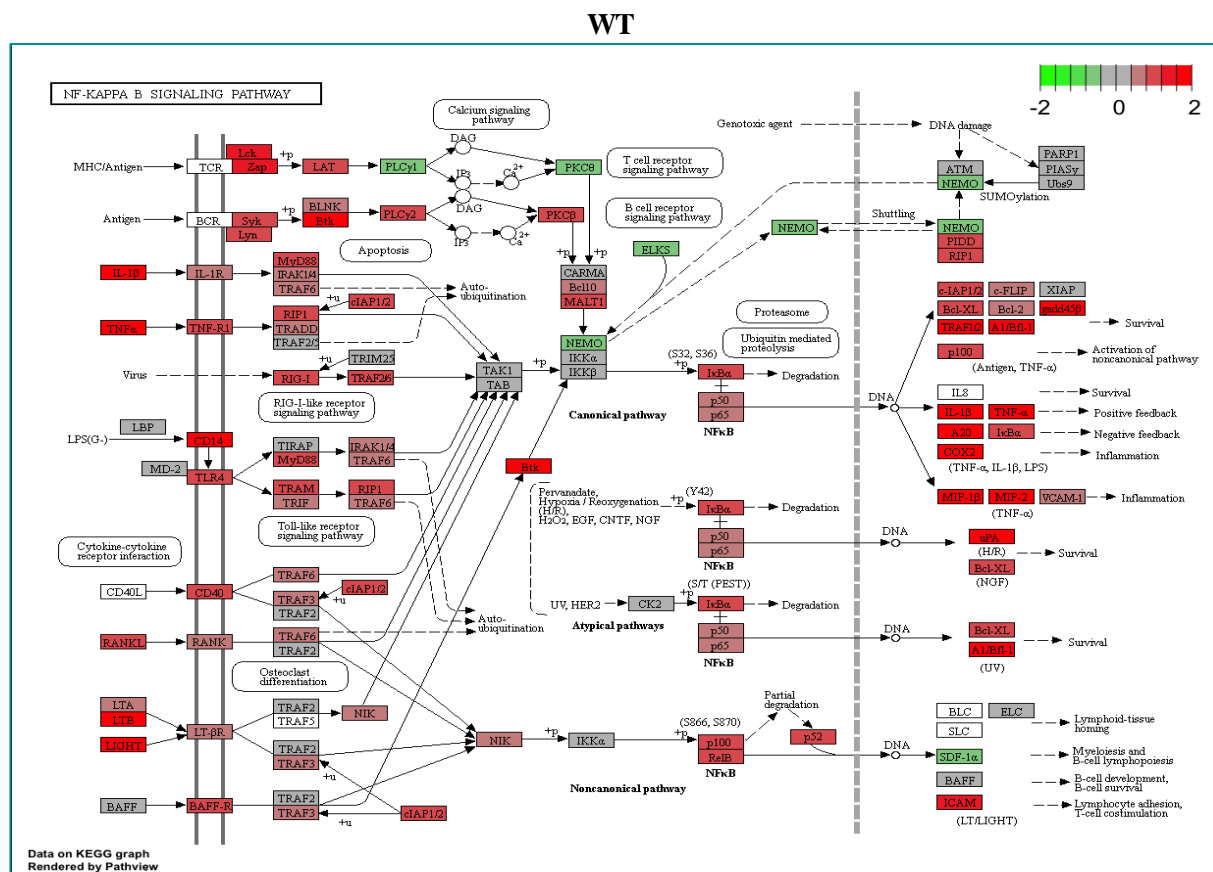 WT
NF-KAPPA B SIGNALING PATHWAY
-2 0 2
Calcium signaling
pathway
Genotoxic agent
DNA damage
MHC/Antigen
TCR
Lck
Zap
+p
LAT
PLCγ1
DAG
IP3
Ca2+
PKCθ
T cell receptor
signaling pathway
ATM
NEMO
PARP1
PIASy
Ubs9
SUMOylation
Antigen
BCR
Syk
Lyn
+p
BLNK
Btk
PLCγ2
DAG
IP3
Ca2+
PKCβ
B cell receptor
signaling pathway
ELKS
NEMO
Shuttling
NEMO
PIDD
RIP1
Apoptosis
+p
+p
IL-1β
IL-1R
MyD88
IRAK1/4
TRAF6
Auto-
ubiquitination
CARMA
Bcl10
MALT1
TNFα
TNF-R1
RIP1
TRADD
TRAF2/5
+u
cIAP1/2
Proteasome
Ubiquitin mediated
proteolysis
c-IAP1/2
c-FLIP
XIAP
Bcl-XL
Bcl-2
gadd45β
TRAF1/2
A1/Bfl-1
Survival
p100
Activation of
noncanonical pathway
(Antigen, TNF-α)
Virus
RIG-I
+u
TRIM25
TRAF2/6
TAK1
TAB
+p
NEMO
IKKα
IKKβ
(S32, S36)
+p
IκBα
Degradation
p50
p65
NFκB
Canonical pathway
DNA
RIG-I-like receptor
signaling pathway
IL8
Survival
IL-1β
TNF-α
Positive feedback
A20
IκBα
Negative feedback
COX2
Inflammation
(TNF-α, IL-1β, LPS)
MIP-1β
MIP-2
VCAM-1
Inflammation
(TNF-α)
LBP
LPS(G-)
CD14
MD-2
TLR4
TIRAP
MyD88
IRAK1/4
TRAF6
TRAM
TRIF
RIP1
TRAF6
Toll-like receptor
signaling pathway
Btk
Pervanadate,
Hypoxia / Reoxygenation
(H/R),
H2O2, EGF, CNTF, NGF
(Y42)
+p
IκBα
Degradation
p50
p65
NFκB
DNA
uPA
(H/R)
Bcl-XL
(NGF)
Survival
Cytokine-cytokine
receptor interaction
CD40L
CD40
TRAF6
TRAF3
TRAF2
+u
cIAP1/2
Auto-
ubiquitination
(S/T (PEST))
UV, HER2
CK2
+p
IκBα
Degradation
Atypical pathways
p50
p65
NFκB
DNA
Bcl-XL
A1/Bfl-1
(UV)
Survival
RANKL
RANK
TRAF6
TRAF2
Osteoclast
differentiation
LTA
LTB
LIGHT
LT-βR
TRAF2
TRAF5
NIK
TRAF2
TRAF3
+u
NIK
+p
IKKα
(S866, S870)
+p
p100
RelB
NFκB
Partial
degradation
p52
DNA
Noncanonical pathway
BLC
ELC
SLC
Lymphoid-tissue
homing
SDF-1α
Myeloiesis and
B-cell lymphopoiesis
BAFF
B-cell development,
B-cell survival
ICAM
Lymphocyte adhesion,
T-cell costimulation
(LT/LIGHT)
BAFF
BAFF-R
TRAF2
TRAF3
+u
cIAP1/2
Data on KEGG graph
Rendered by Pathview